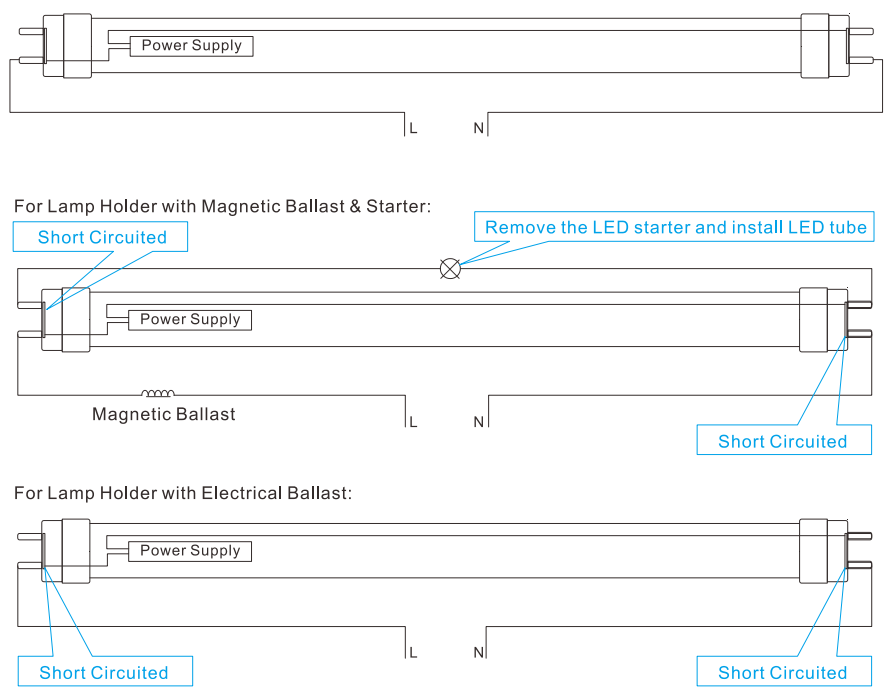 Power Supply
L
N
For Lamp Holder with Magnetic Ballast & Starter:
Short Circuited
Remove the LED starter and install LED tube
Power Supply
Magnetic Ballast
L
N
Short Circuited
For Lamp Holder with Electrical Ballast:
Power Supply
L
N
Short Circuited
Short Circuited